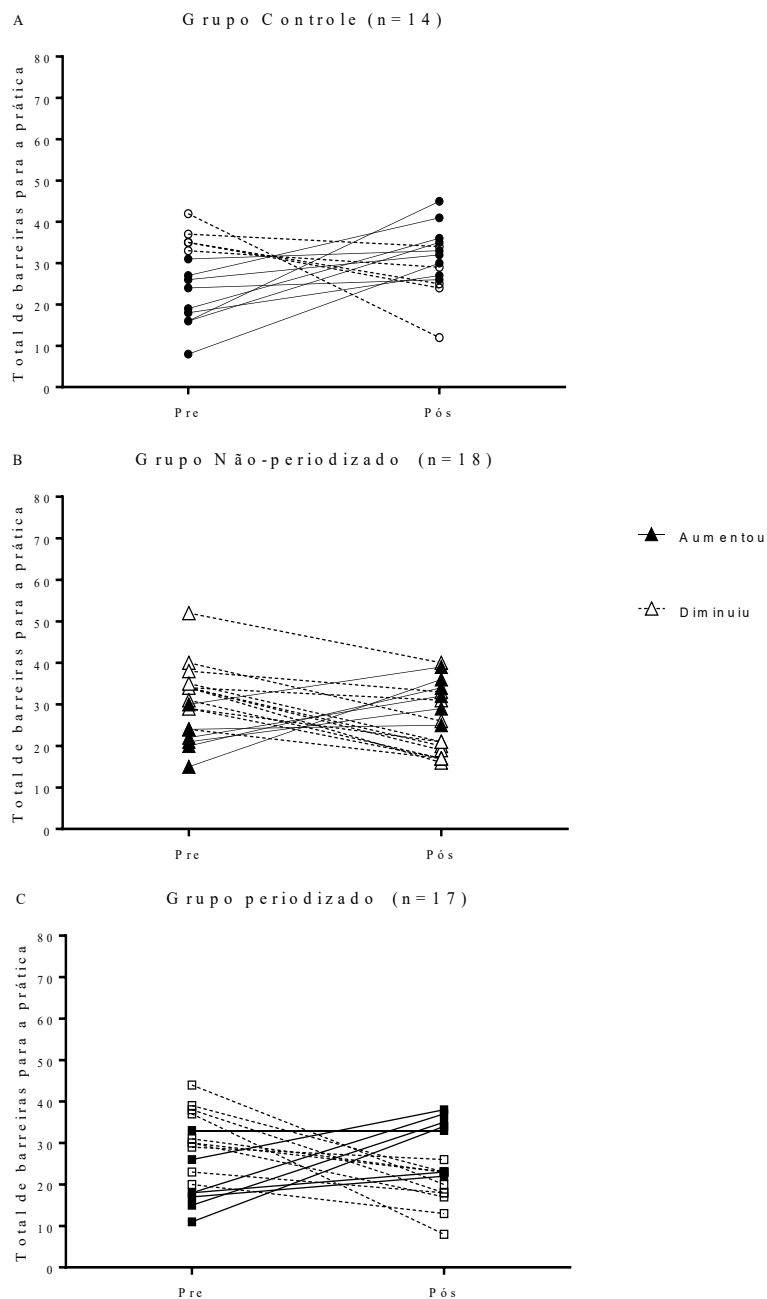 A
Grupo Controle (n=14)
Total de barreiras para a prática
80
70
60
50
40
30
20
10
0
Pre
Pós
B
Grupo Não-periodizado (n=18)
Total de barreiras para a prática
80
70
60
50
40
30
20
10
0
Pre
Pós
Aumentou
Diminuiu
C
Grupo periodizado (n=17)
Total de barreiras para a prática
80
70
60
50
40
30
20
10
0
Pre
Pós